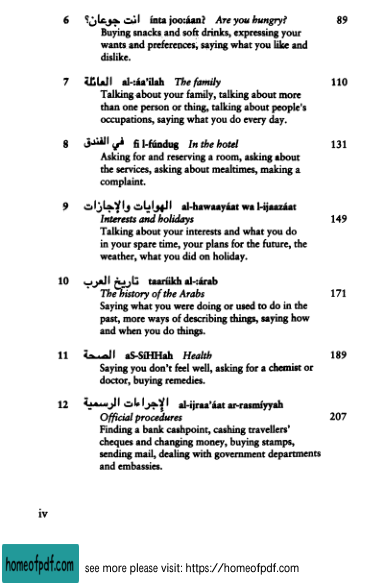 6 انت جوعان؟ ínta joo:áan? Are you hungry? 89
Buying snacks and soft drinks, expressing your
wants and preferences, saying what you like and
dislike.
7 العائلة al-:áa'ilah The family 110
Talking about your family, talking about more
than one person or thing, talking about people's
occupations, saying what you do every day.
8 في الفندق fi l-fúndug In the hotel 131
Asking for and reserving a room, asking about
the services, asking about mealtimes, making a
complaint.
9 الهوايات والإجازات al-hawaayáat wa l-ijaazáat
Interests and holidays 149
Talking about your interests and what you do
in your spare time, your plans for the future, the
weather, what you did on holiday.
10 تاريخ العرب taaríikh al-:árab
The history of the Arabs 171
Saying what you were doing or used to do in the
past, more ways of describing things, saying how
and when you do things.
11 الصحة aS-SíHHah Health 189
Saying you don't feel well, asking for a chemist or
doctor, buying remedies.
12 الإجراءات الرسمية al-ijraa'áat ar-rasmíyyah
Official procedures 207
Finding a bank cashpoint, cashing travellers'
cheques and changing money, buying stamps,
sending mail, dealing with government departments
and embassies.
iv
homeofpdf.com see more please visit: https://homeofpdf.com